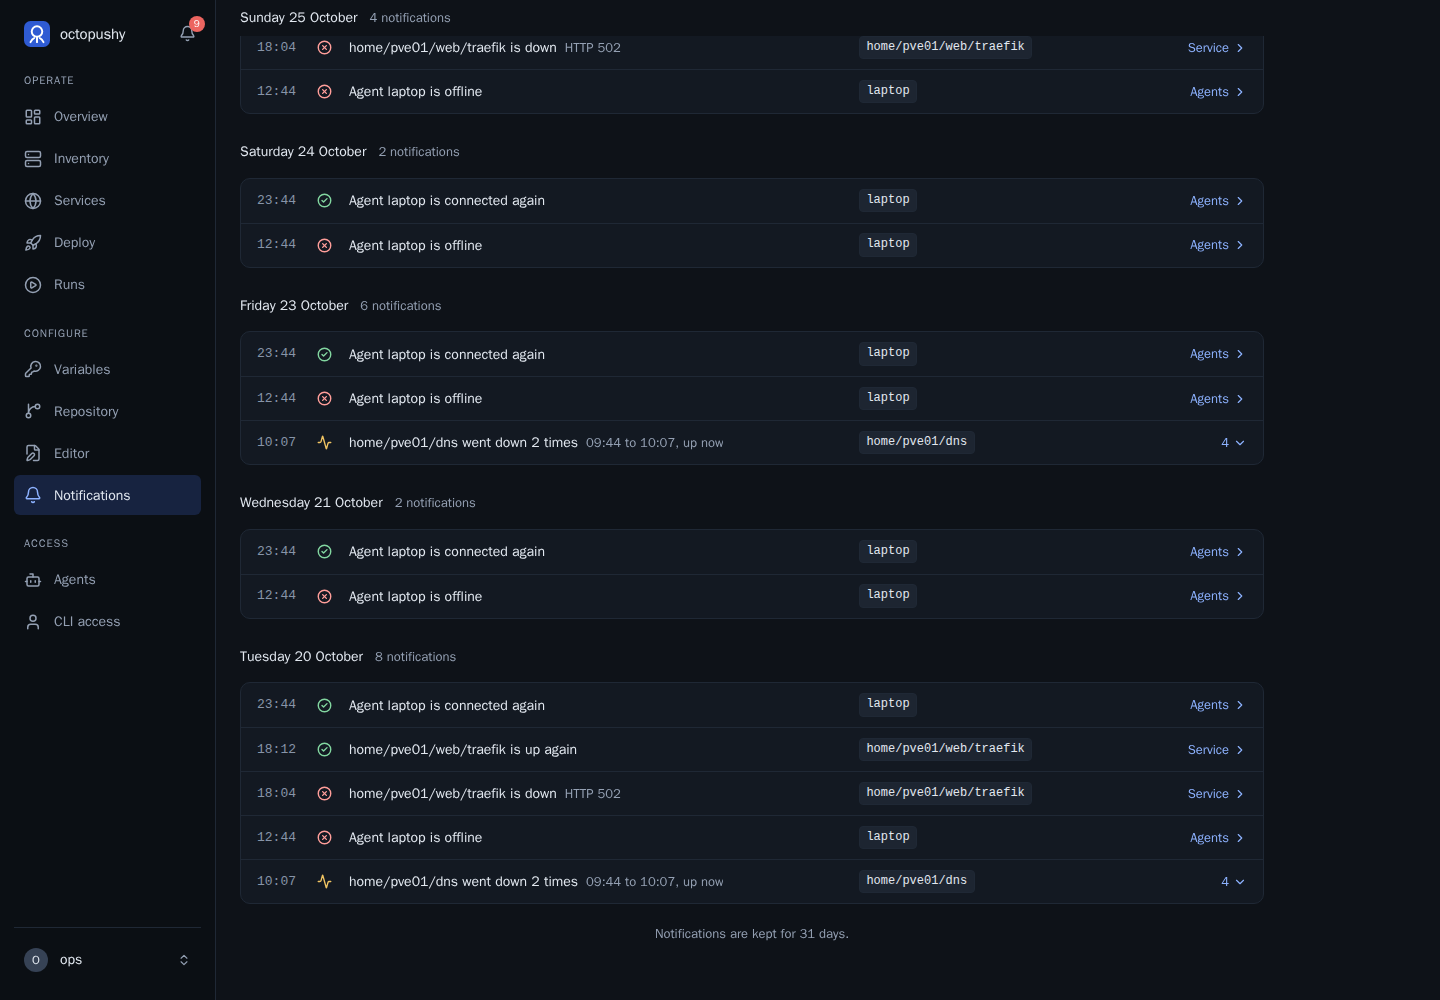 octopushy
9
OPERATE
Overview
Inventory
Services
Deploy
Runs
CONFIGURE
Variables
Repository
Editor
Notifications
ACCESS
Agents
CLI access
O ops
Sunday 25 October 4 notifications
18:04 home/pve01/web/traefik is down HTTP 502 home/pve01/web/traefik Service
12:44 Agent laptop is offline laptop Agents
Saturday 24 October 2 notifications
23:44 Agent laptop is connected again laptop Agents
12:44 Agent laptop is offline laptop Agents
Friday 23 October 6 notifications
23:44 Agent laptop is connected again laptop Agents
12:44 Agent laptop is offline laptop Agents
10:07 home/pve01/dns went down 2 times 09:44 to 10:07, up now home/pve01/dns 4
Wednesday 21 October 2 notifications
23:44 Agent laptop is connected again laptop Agents
12:44 Agent laptop is offline laptop Agents
Tuesday 20 October 8 notifications
23:44 Agent laptop is connected again laptop Agents
18:12 home/pve01/web/traefik is up again home/pve01/web/traefik Service
18:04 home/pve01/web/traefik is down HTTP 502 home/pve01/web/traefik Service
12:44 Agent laptop is offline laptop Agents
10:07 home/pve01/dns went down 2 times 09:44 to 10:07, up now home/pve01/dns 4
Notifications are kept for 31 days.